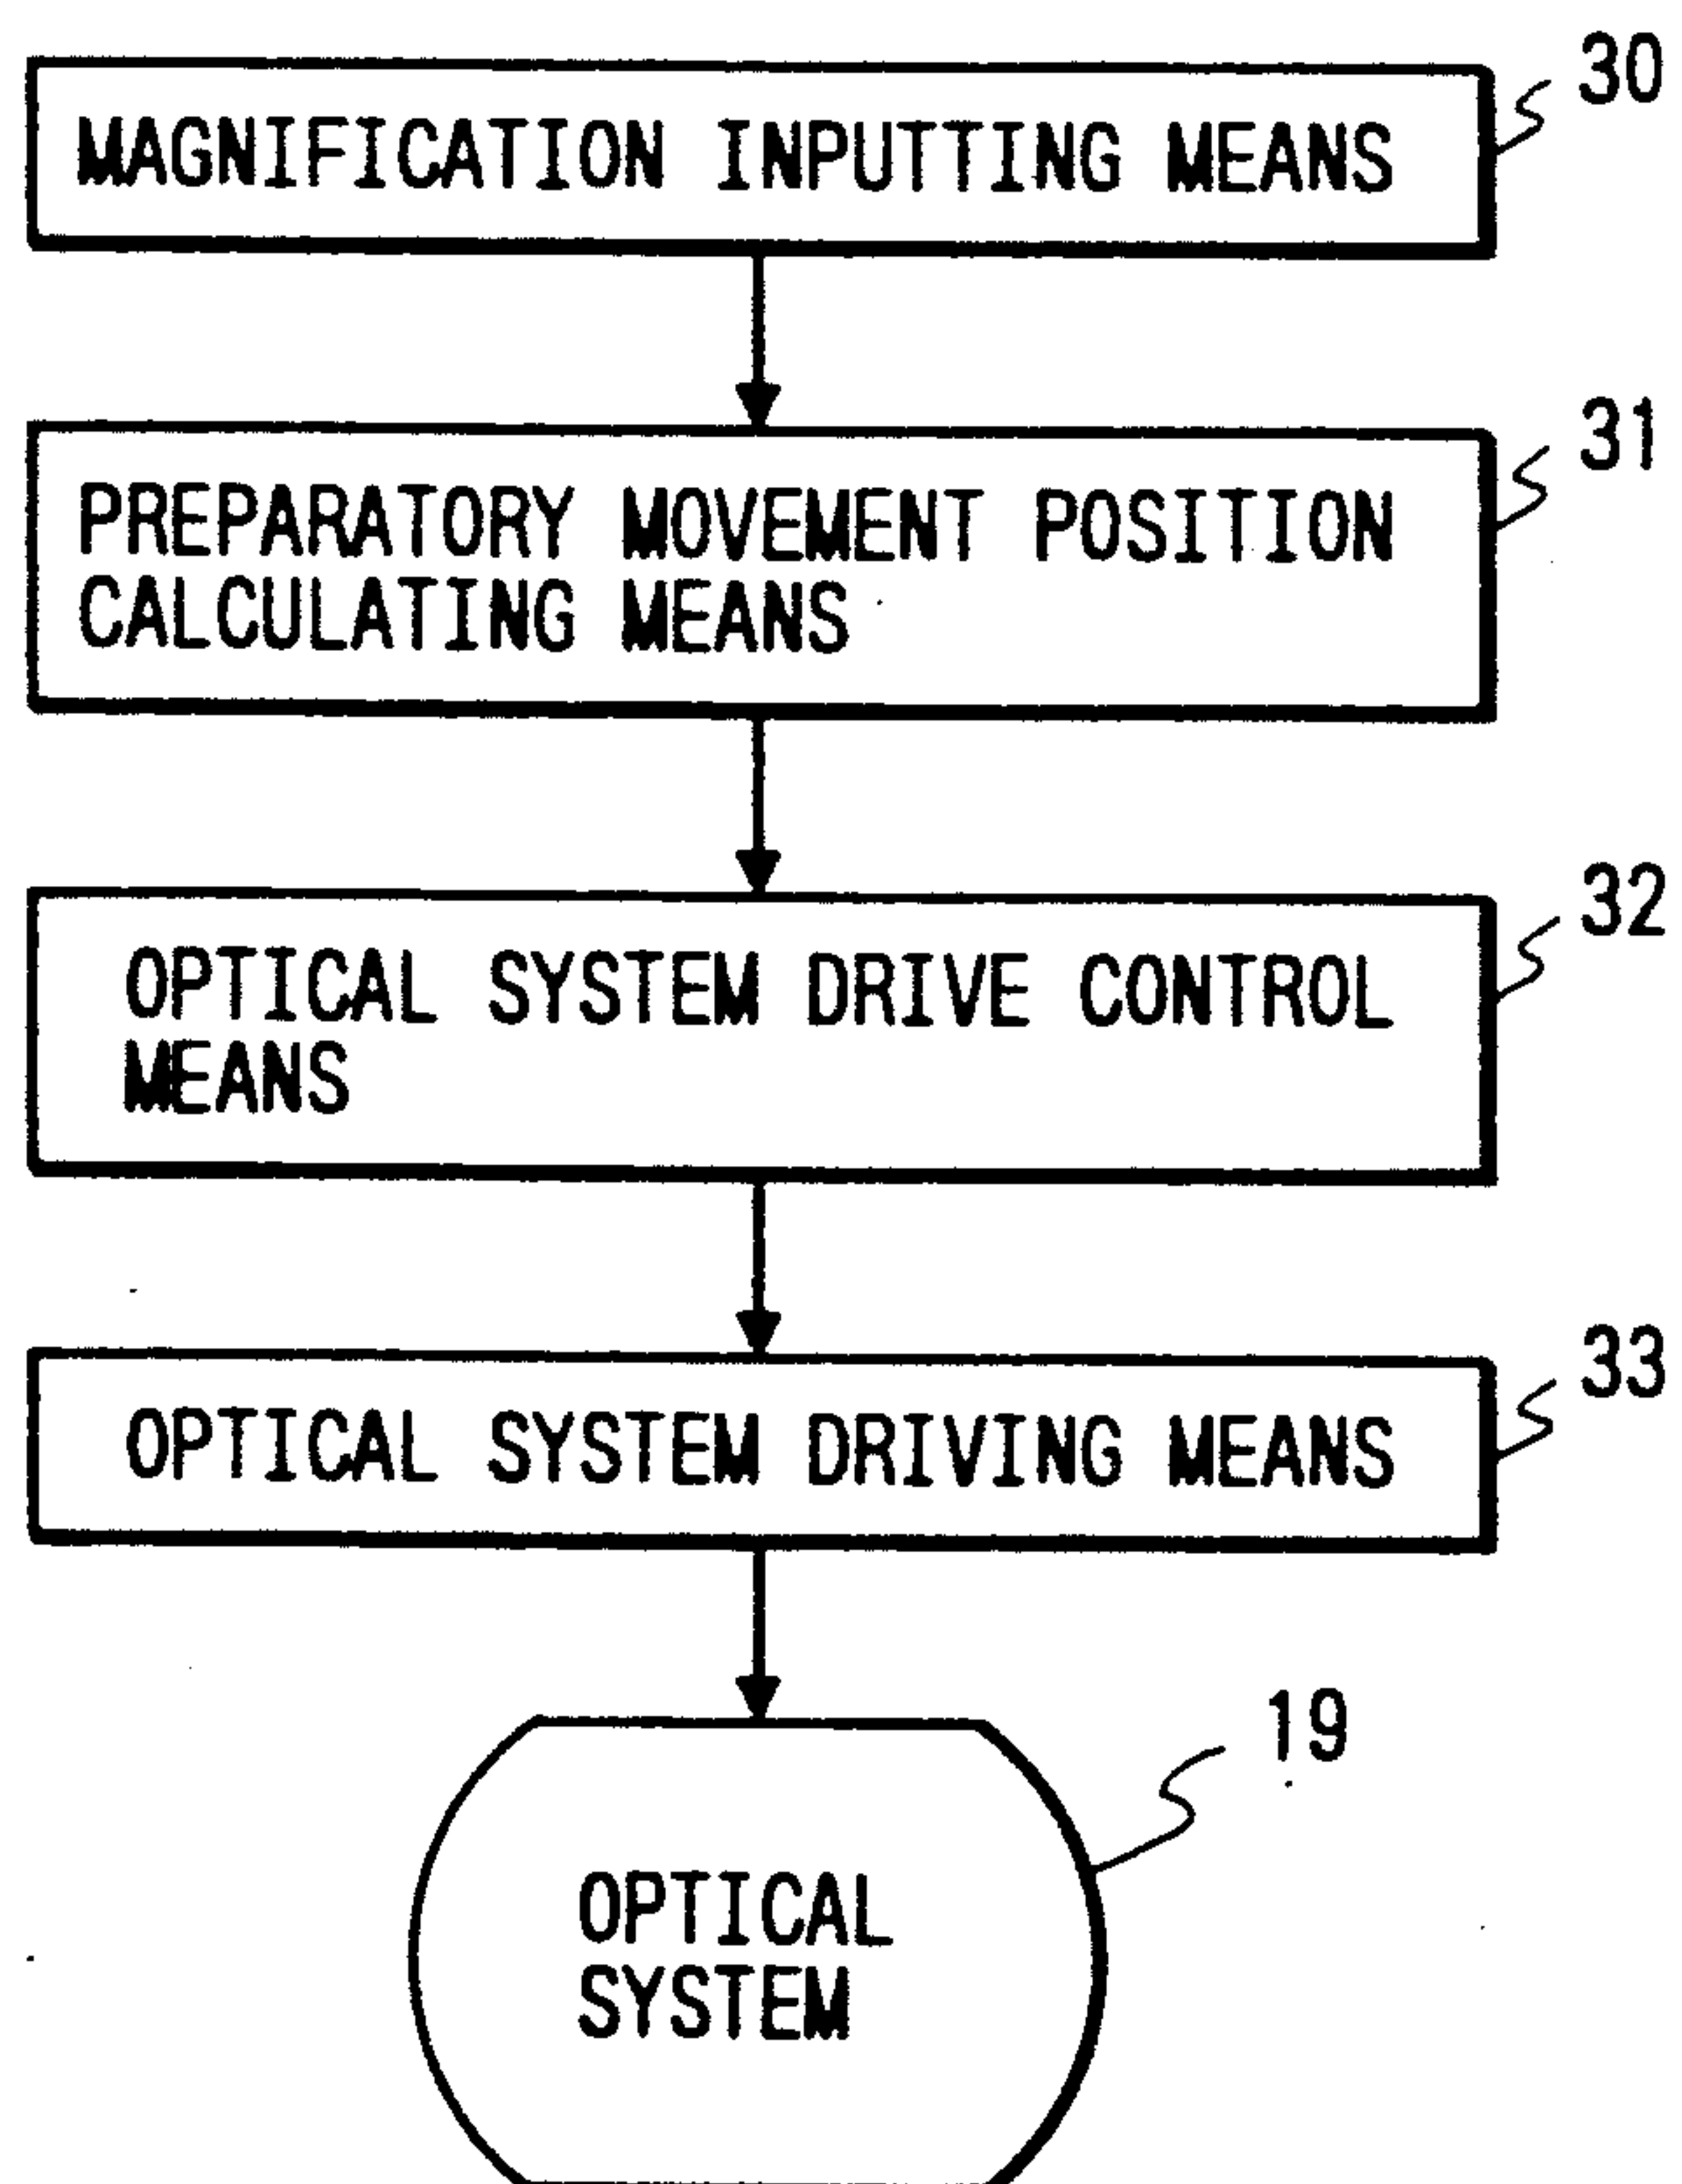 30
MAGNIFICATION INPUTTING MEANS
31
PREPARATORY MOVEMENT POSITION
CALCULATING MEANS
32
OPTICAL SYSTEM DRIVE CONTROL
MEANS
33
OPTICAL SYSTEM DRIVING MEANS
19
OPTICAL
SYSTEM